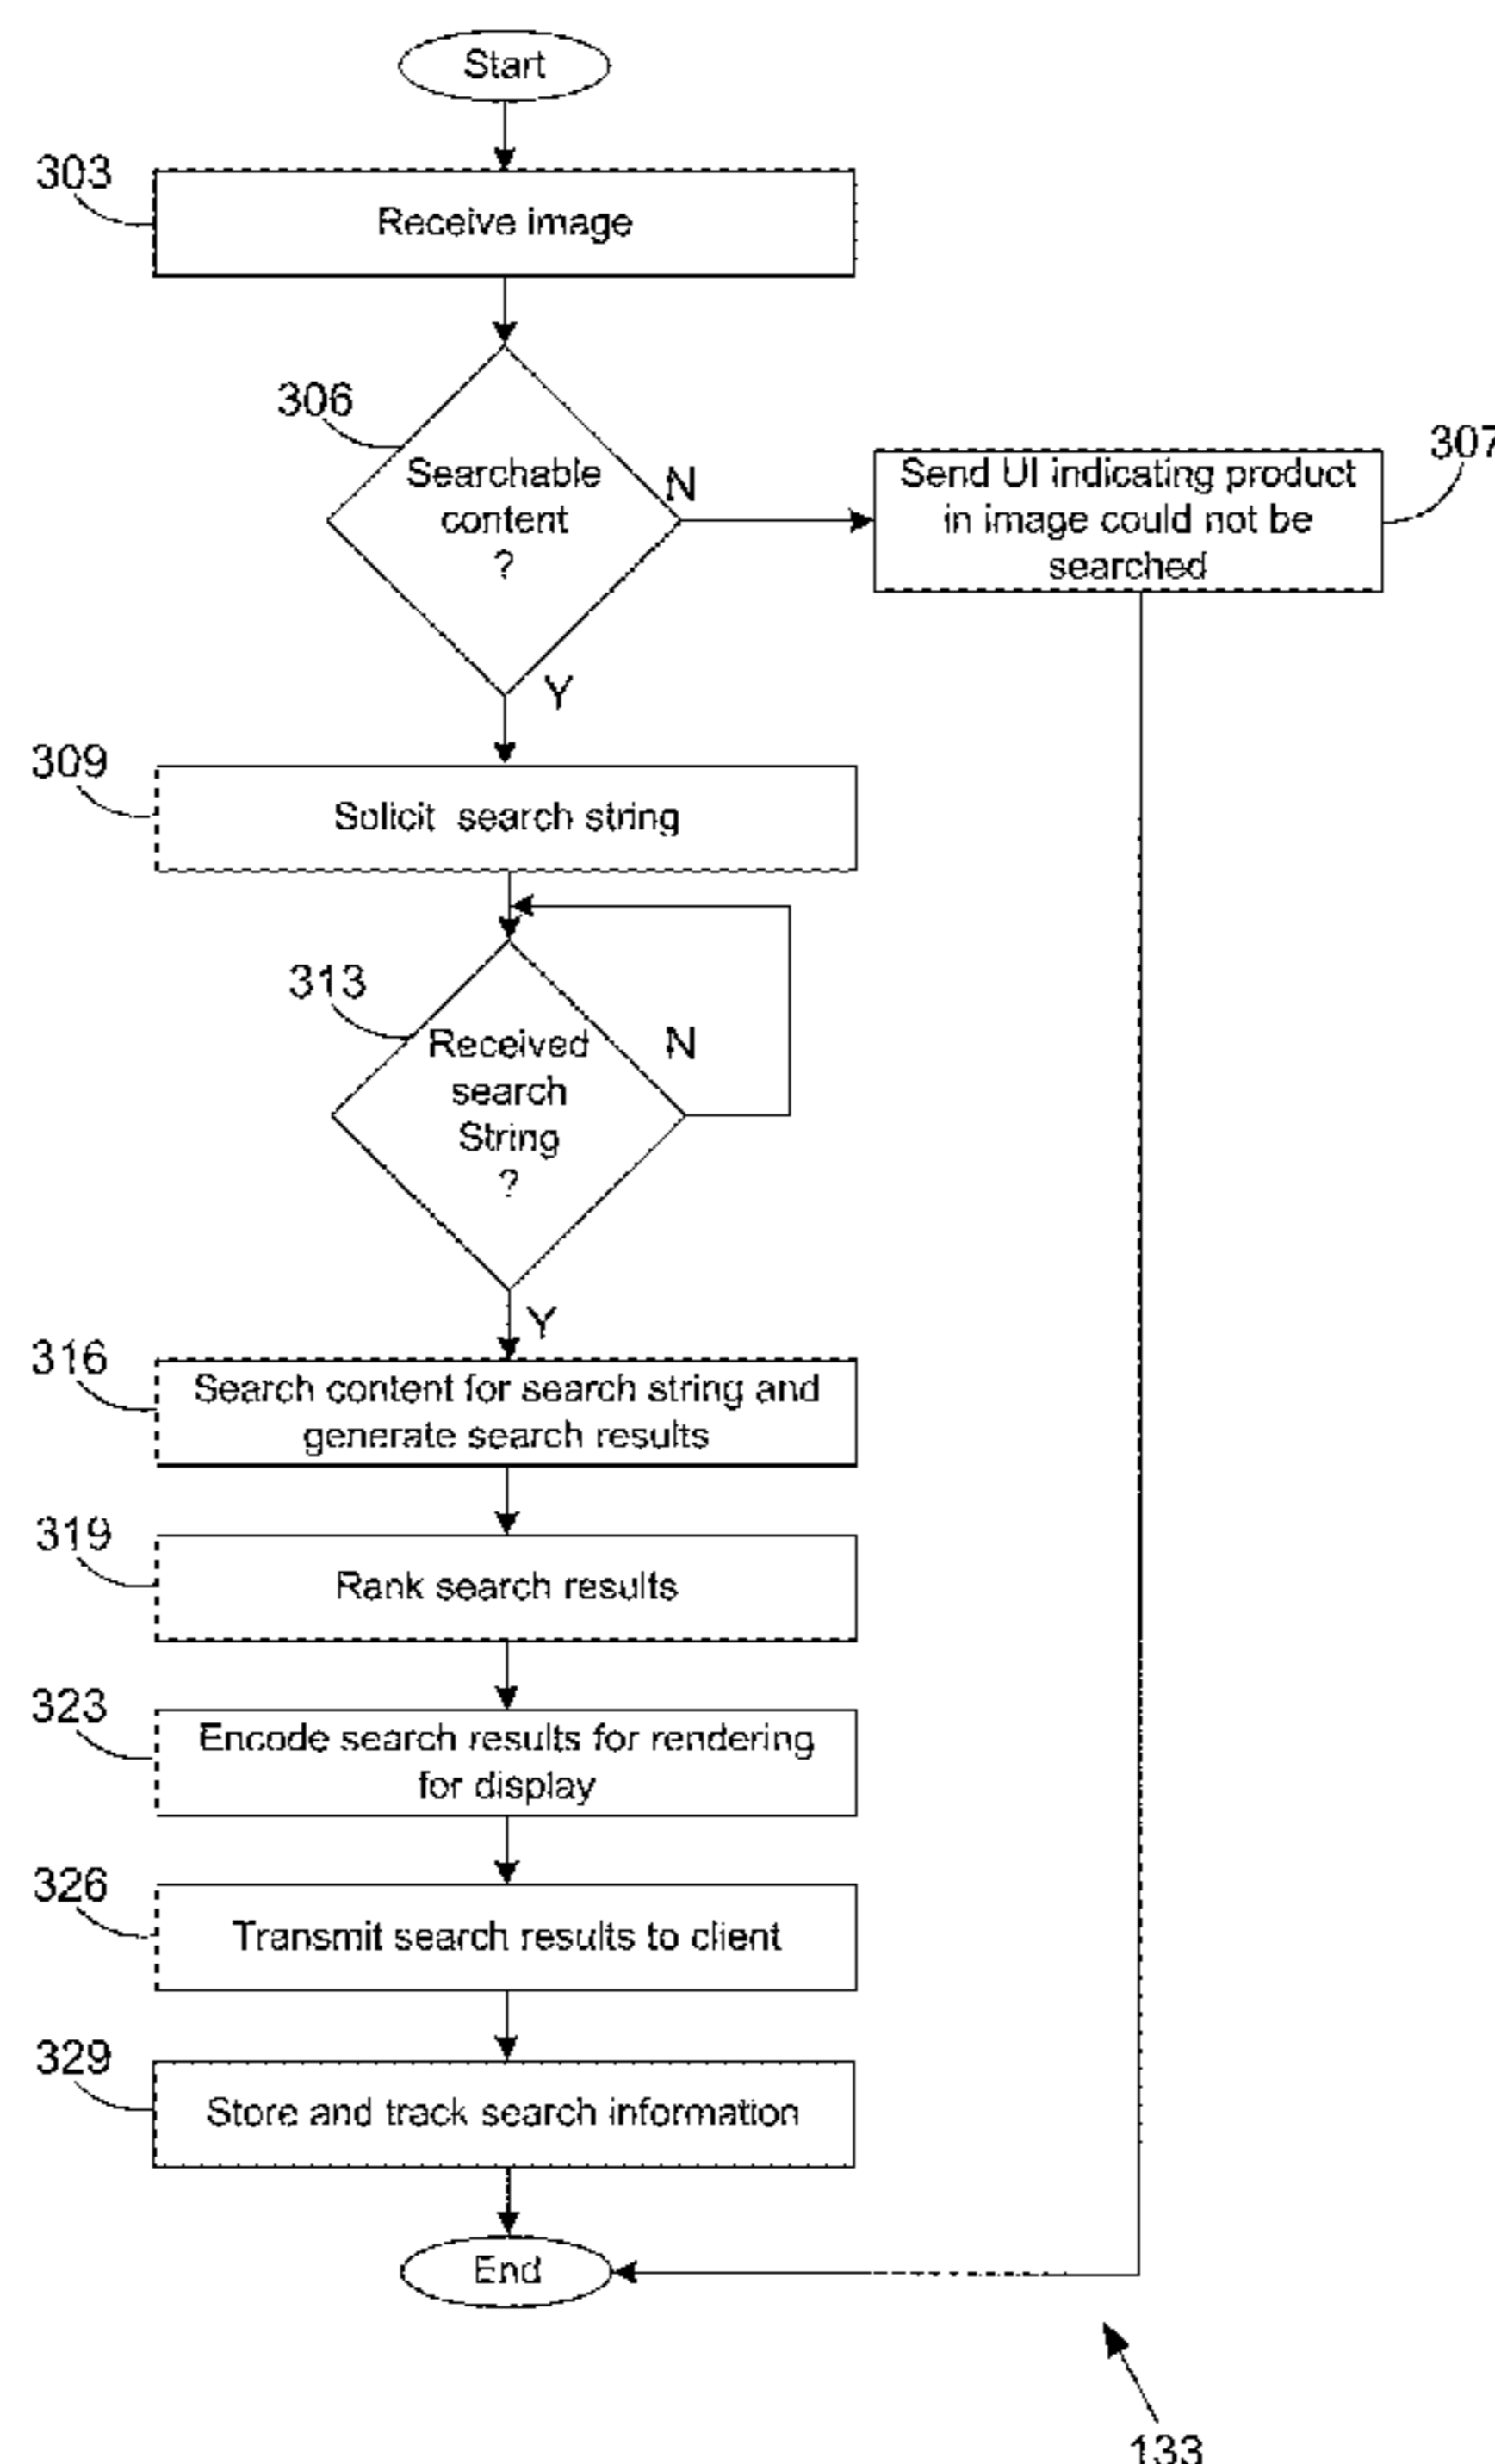 Start
303
Receive image
306
Searchable
content
?
N
307
Send UI indicating product
in image could not be
searched
Y
309
Solicit search string
313
Received
search
String
?
N
Y
316
Search content for search string and
generate search results
319
Rank search results
323
Encode search results for rendering
for display
326
Transmit search results to client
329
Store and track search information
End
133